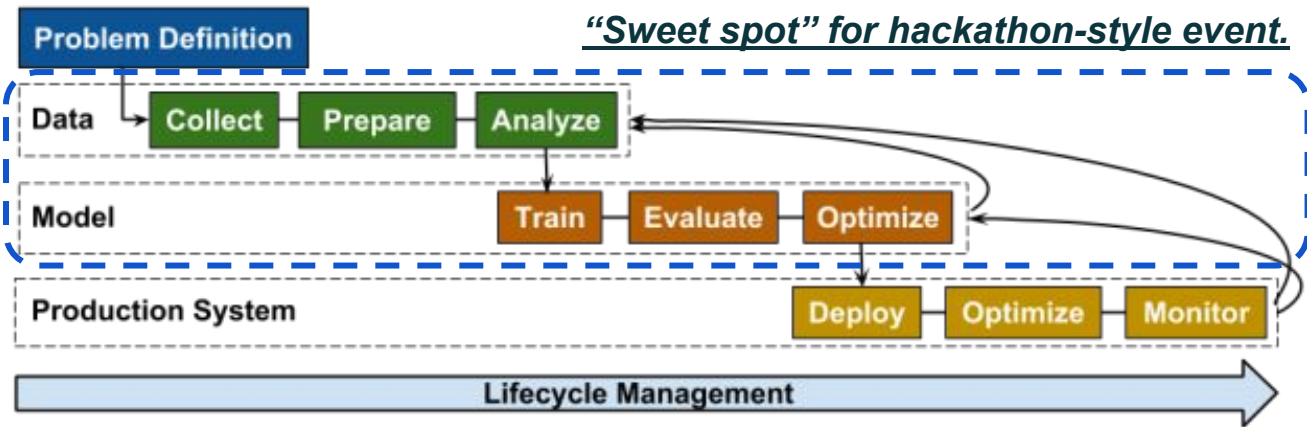 Problem Definition
“Sweet spot” for hackathon-style event.
Data
Collect
Prepare
Analyze
Model
Train
Evaluate
Optimize
Production System
Deploy
Optimize
Monitor
Lifecycle Management